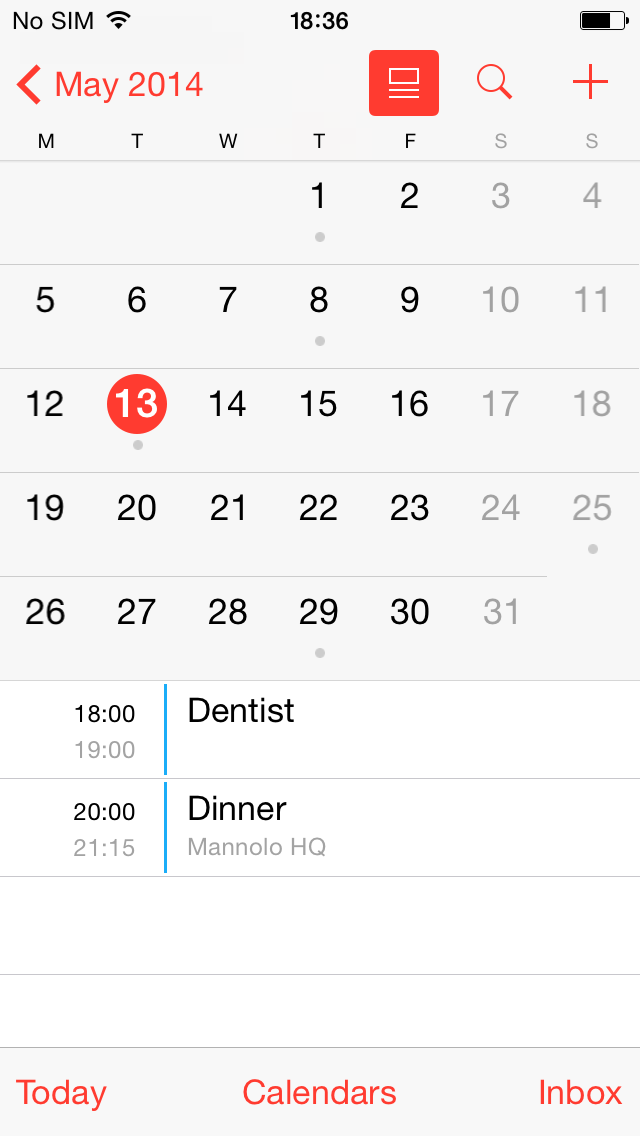 No SIM 18:36
May 2014
M T W T F S S
1 2 3 4
5 6 7 8 9 10 11
12 13 14 15 16 17 18
19 20 21 22 23 24 25
26 27 28 29 30 31
18:00 Dentist
19:00
20:00 Dinner
21:15 Mannolo HQ
Today Calendars Inbox